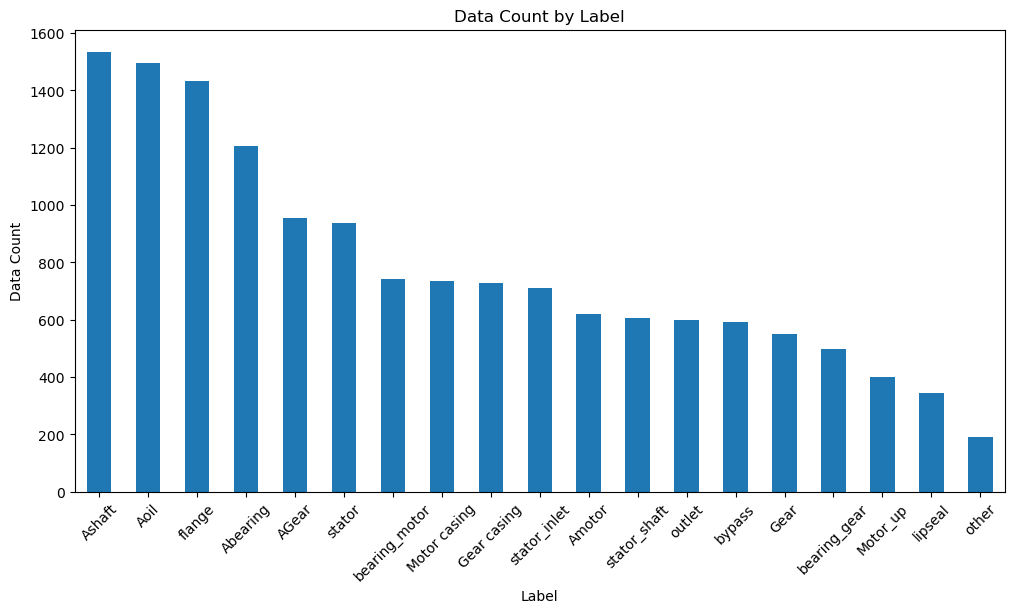 Data Count by Label
1600
1400
1200
1000
800
600
400
200
0
Data Count
Ashaft
Aoil
flange
Abearing
AGear
stator
bearing_motor
Motor casing
Gear casing
stator_inlet
Amotor
stator_shaft
outlet
bypass
Gear
bearing_gear
Motor_up
lipseal
other
Label